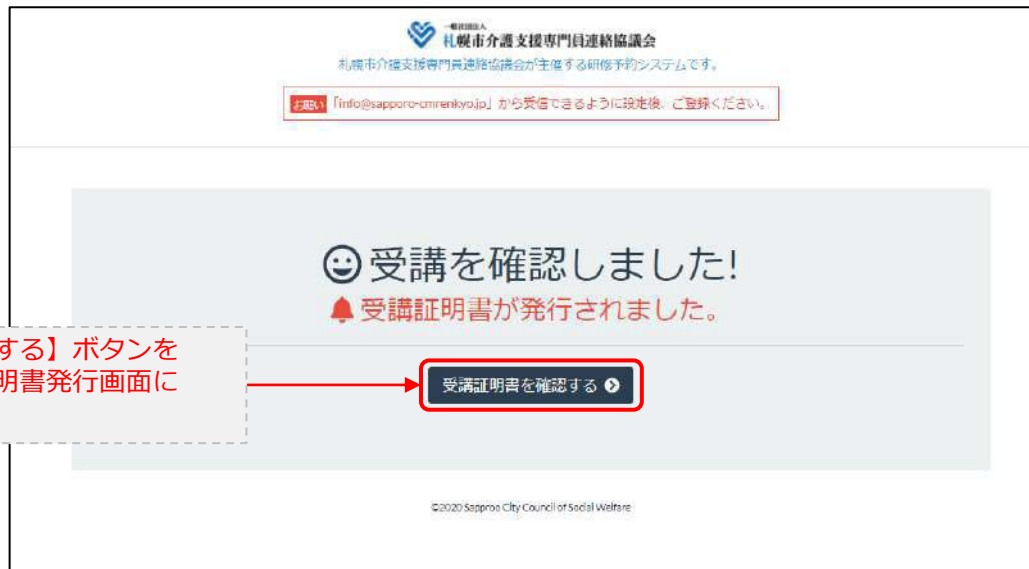 一般社団法人
札幌市介護支援専門員連絡協議会
札幌市介護支援専門員連絡協議会が主催する研修予約システムです。
お願い 「info@sapporo-cmrenkyo.jp」から受信できるように設定後、ご登録ください。
受講を確認しました!
受講証明書が発行されました。
する】ボタンを
明書発行画面に
受講証明書を確認する
©2020 Sapproo City Council of Social Welfare